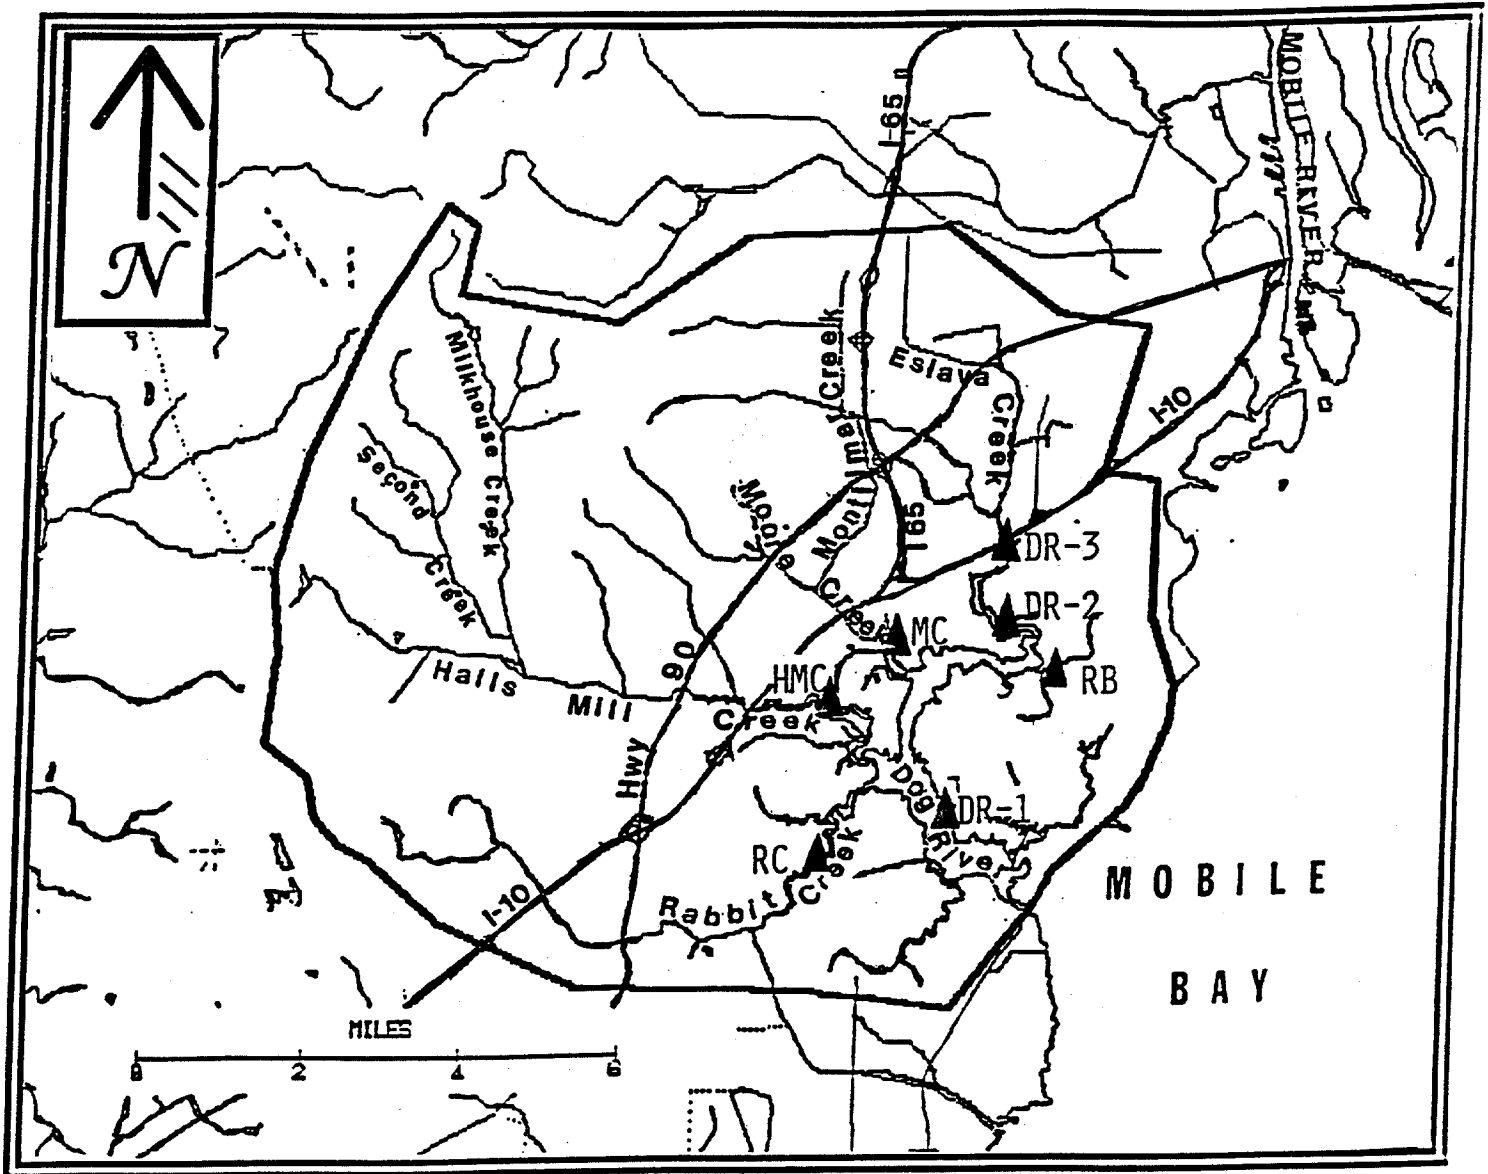 N
I-65
MOBILE RIVER
Milkhouse Creek
Second
Creek
Montlimar Creek
Eslava
Creek
I-10
Moore
Creek
I 65
DR-3
DR-2
MC
RB
HMC
Halls
Mill
Creek
90
Hwy
Dog
River
DR-1
RC
Rabbit
Creek
I-10
MOBILE
BAY
MILES
0 2 4 6